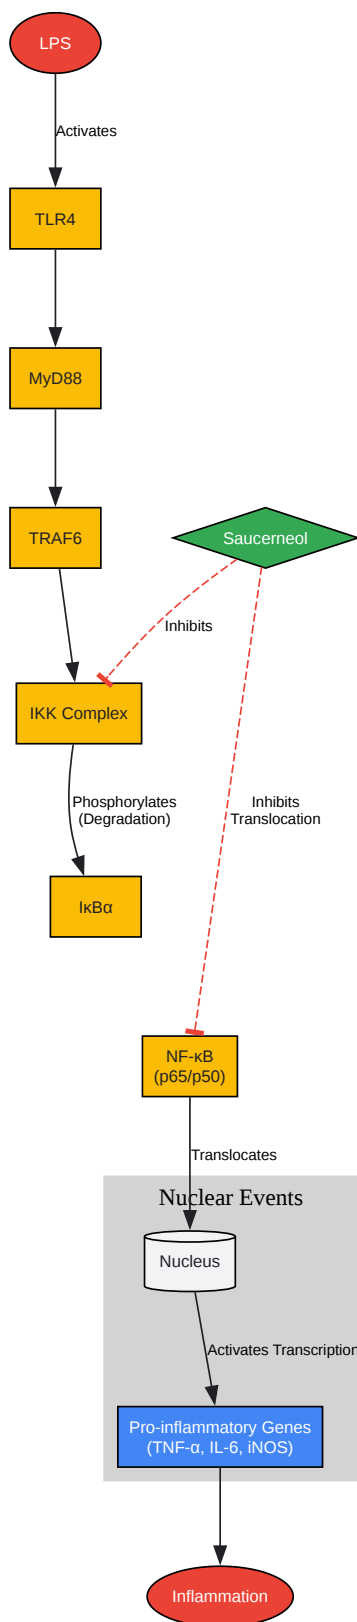 LPS
Activates
TLR4
MyD88
TRAF6
Saucerneol
Inhibits
IKK Complex
Phosphorylates
(Degradation)
Inhibits
Translocation
IκBα
NF-κB
(p65/p50)
Translocates
Nuclear Events
Nucleus
Activates Transcription
Pro-inflammatory Genes
(TNF-α, IL-6, iNOS)
Inflammation